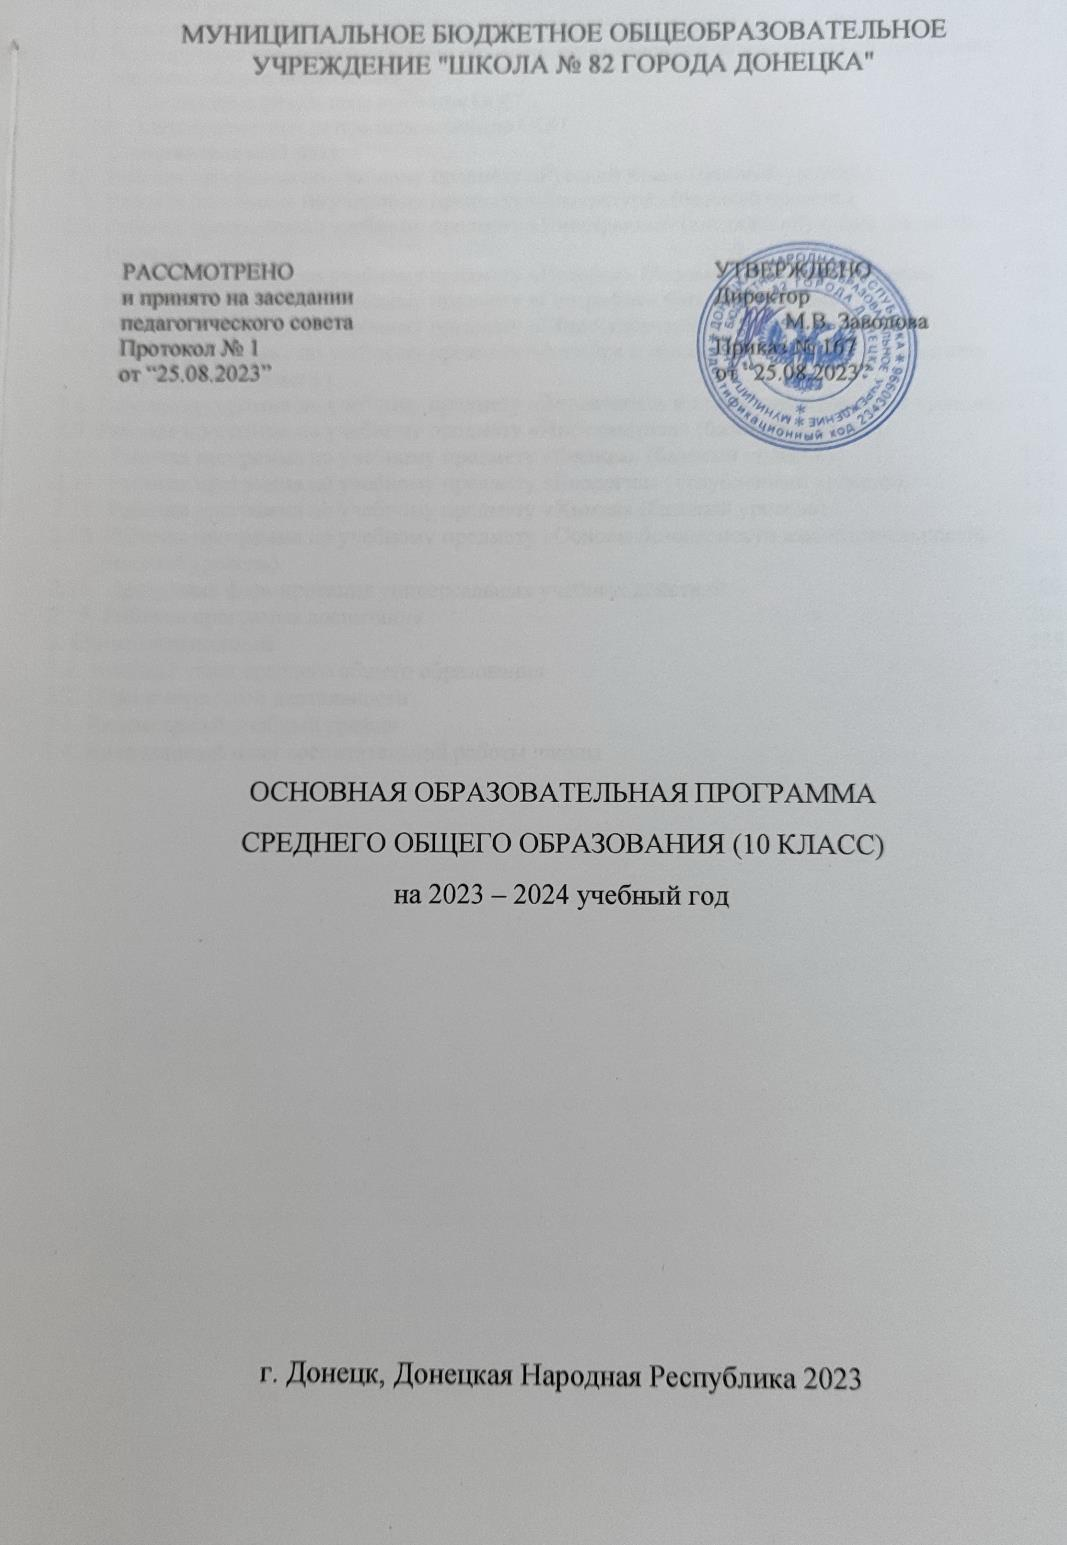 МУНИЦИПАЛЬНОЕ БЮДЖЕТНОЕ ОБЩЕОБРАЗОВАТЕЛЬНОЕ
УЧРЕЖДЕНИЕ "ШКОЛА № 82 ГОРОДА ДОНЕЦКА"
РАССМОТРЕНО
и принято на заседании
педагогического совета
Протокол № 1
от “25.08.2023”
УТВЕРЖДЕНО
Директор
М.В. Заводова
Приказ № 167
от “25.08.2023”
ОСНОВНАЯ ОБРАЗОВАТЕЛЬНАЯ ПРОГРАММА
СРЕДНЕГО ОБЩЕГО ОБРАЗОВАНИЯ (10 КЛАСС)
на 2023 – 2024 учебный год
г. Донецк, Донецкая Народная Республика 2023